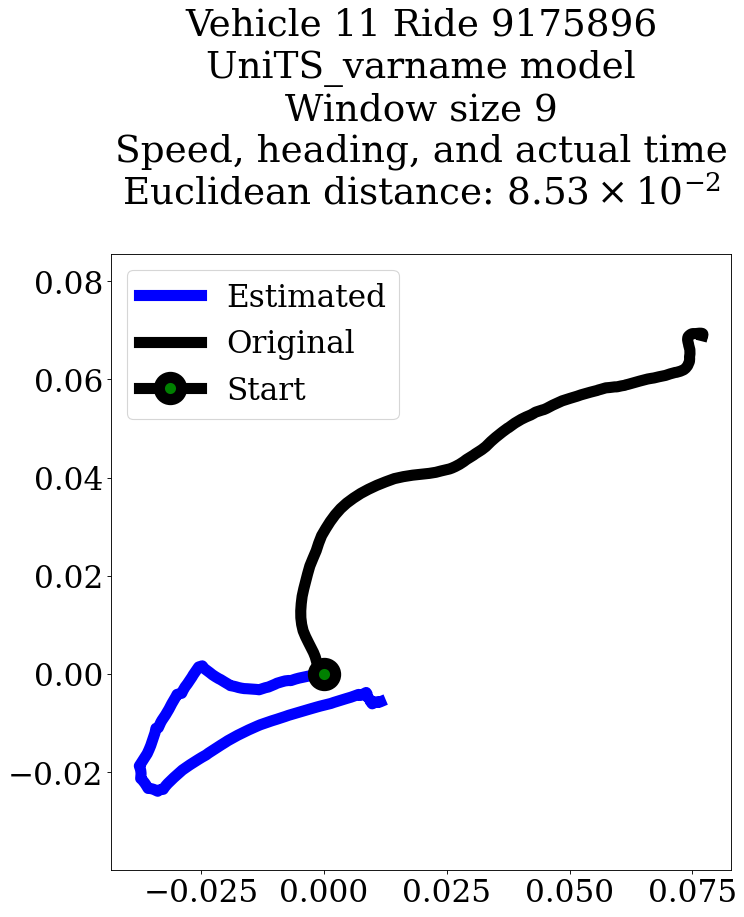 Vehicle 11 Ride 9175896
UniTS_varname model
Window size 9
Speed, heading, and actual time
Euclidean distance: 8.53 × 10⁻²
Estimated
Original
Start
0.08
0.06
0.04
0.02
0.00
−0.02
−0.025 0.000 0.025 0.050 0.075